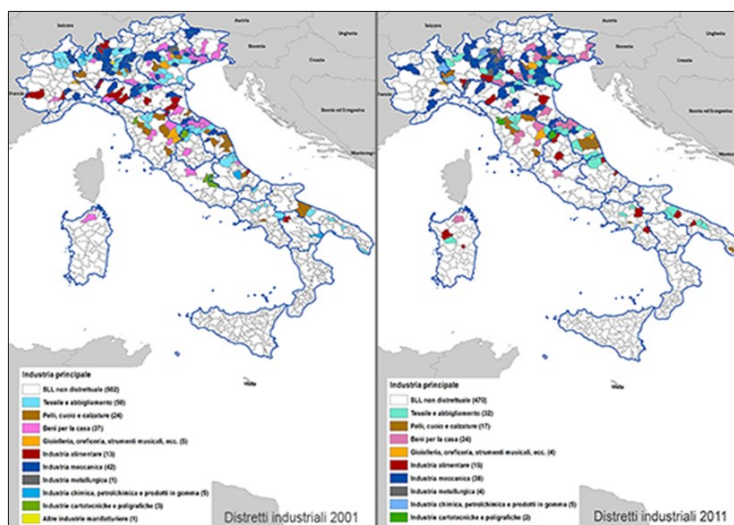 Svizzera
Austria
Ungheria
Slovenia
Croazia
Francia
Bosnia ed Erzegovina
Montenegro
Malta
Industria principale
SLL non distrettuale (502)
Tessile e abbigliamento (50)
Pelli, cuoio e calzature (24)
Beni per la casa (37)
Gioielleria, oreficeria, strumenti musicali, ecc. (5)
Industria alimentare (13)
Industria meccanica (42)
Industria metallurgica (1)
Industria chimica, petrolchimica e prodotti in gomma (5)
Industria cartotecniche e poligrafiche (3)
Altre industrie manifatturiere (1)
Distretti industriali 2001
Svizzera
Austria
Ungheria
Slovenia
Croazia
Francia
Bosnia ed Erzegovina
Montenegro
Malta
Industria principale
SLL non distrettuale (470)
Tessile e abbigliamento (32)
Pelli, cuoio e calzature (17)
Beni per la casa (24)
Gioielleria, oreficeria, strumenti musicali, ecc. (4)
Industria alimentare (15)
Industria meccanica (38)
Industria metallurgica (4)
Industria chimica, petrolchimica e prodotti in gomma (5)
Industria cartotecniche e poligrafiche (2)
Distretti industriali 2011